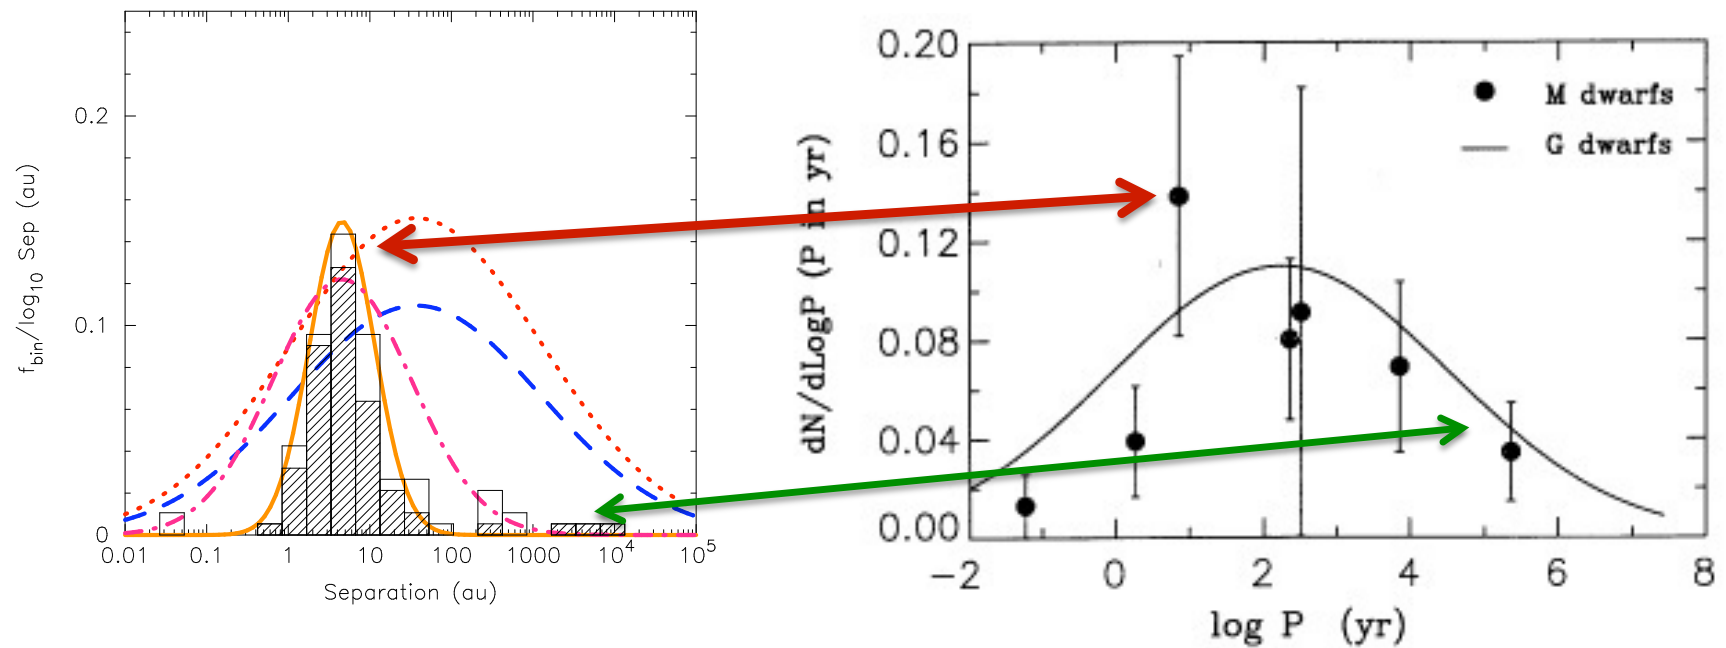 0.2
0.1
0
f_bin/log_10 Sep (au)
0.01 0.1 1 10 100 1000 10^4 10^5
Separation (au)
0.20
0.16
0.12
0.08
0.04
0.00
dN/dLogP (P in yr)
M dwarfs
G dwarfs
−2 0 2 4 6 8
log P (yr)